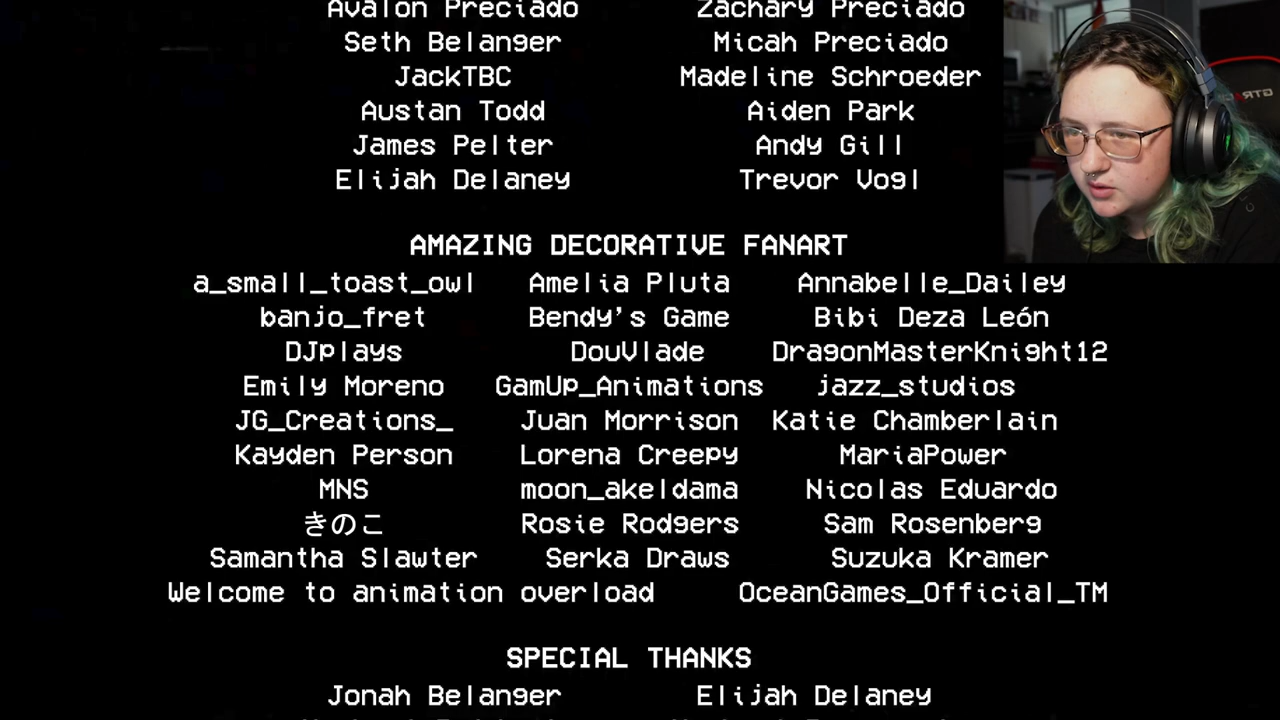 Avalon Preciado Zachary Preciado
Seth Belanger Micah Preciado
JackTBC Madeline Schroeder
Austan Todd Aiden Park
James Pelter Andy Gill
Elijah Delaney Trevor Vogl
AMAZING DECORATIVE FANART
a_small_toast_owl Amelia Pluta Annabelle_Dailey
banjo_fret Bendy's Game Bibi Deza León
DJplays DouVlade DragonMasterKnight12
Emily Moreno GamUp_Animations jazz_studios
JG_Creations_ Juan Morrison Katie Chamberlain
Kayden Person Lorena Creepy MariaPower
MNS moon_akeldama Nicolas Eduardo
きのこ Rosie Rodgers Sam Rosenberg
Samantha Slawter Serka Draws Suzuka Kramer
Welcome to animation overload OceanGames_Official_TM
SPECIAL THANKS
Jonah Belanger Elijah Delaney